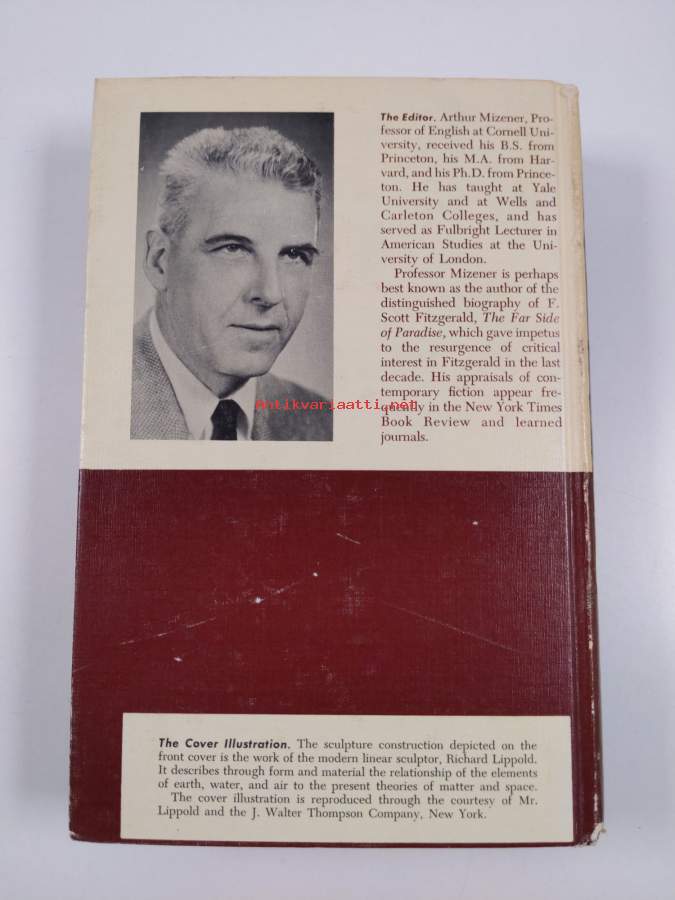 The Editor. Arthur Mizener, Pro-
fessor of English at Cornell Uni-
versity, received his B.S. from
Princeton, his M.A. from Har-
vard, and his Ph.D. from Prince-
ton. He has taught at Yale
University and at Wells and
Carleton Colleges, and has
served as Fulbright Lecturer in
American Studies at the Uni-
versity of London.
Professor Mizener is perhaps
best known as the author of the
distinguished biography of F.
Scott Fitzgerald, The Far Side
of Paradise, which gave impetus
to the resurgence of critical
interest in Fitzgerald in the last
decade. His appraisals of con-
temporary fiction appear fre-
quently in the New York Times
Book Review and learned
journals.
Antikvariaatti.net
The Cover Illustration. The sculpture construction depicted on the
front cover is the work of the modern linear sculptor, Richard Lippold.
It describes through form and material the relationship of the elements
of earth, water, and air to the present theories of matter and space.
The cover illustration is reproduced through the courtesy of Mr.
Lippold and the J. Walter Thompson Company, New York.